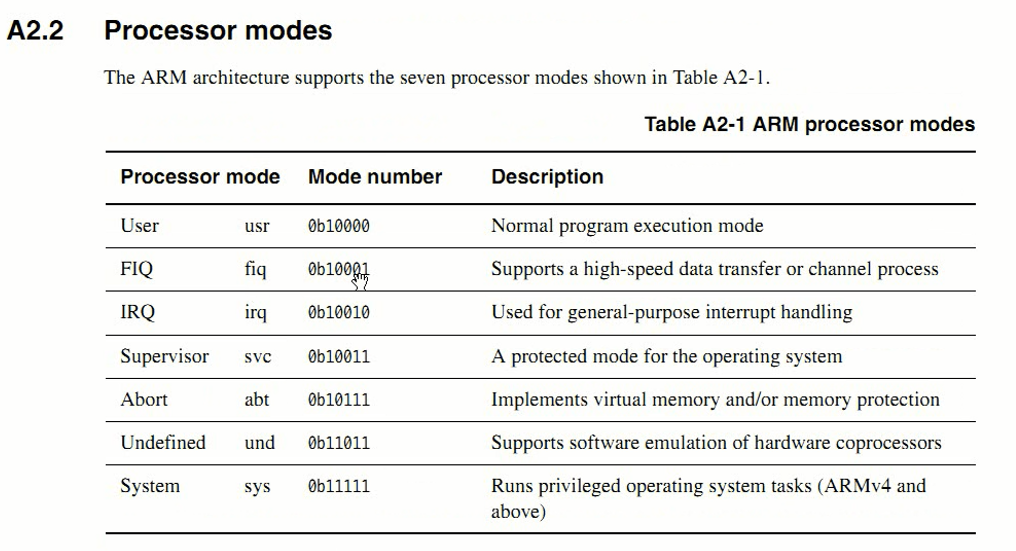 A2.2 Processor modes
The ARM architecture supports the seven processor modes shown in Table A2-1.
Table A2-1 ARM processor modes
Processor mode Mode number Description
User usr 0b10000 Normal program execution mode
FIQ fiq 0b10001 Supports a high-speed data transfer or channel process
IRQ irq 0b10010 Used for general-purpose interrupt handling
Supervisor svc 0b10011 A protected mode for the operating system
Abort abt 0b10111 Implements virtual memory and/or memory protection
Undefined und 0b11011 Supports software emulation of hardware coprocessors
System sys 0b11111 Runs privileged operating system tasks (ARMv4 and
above)